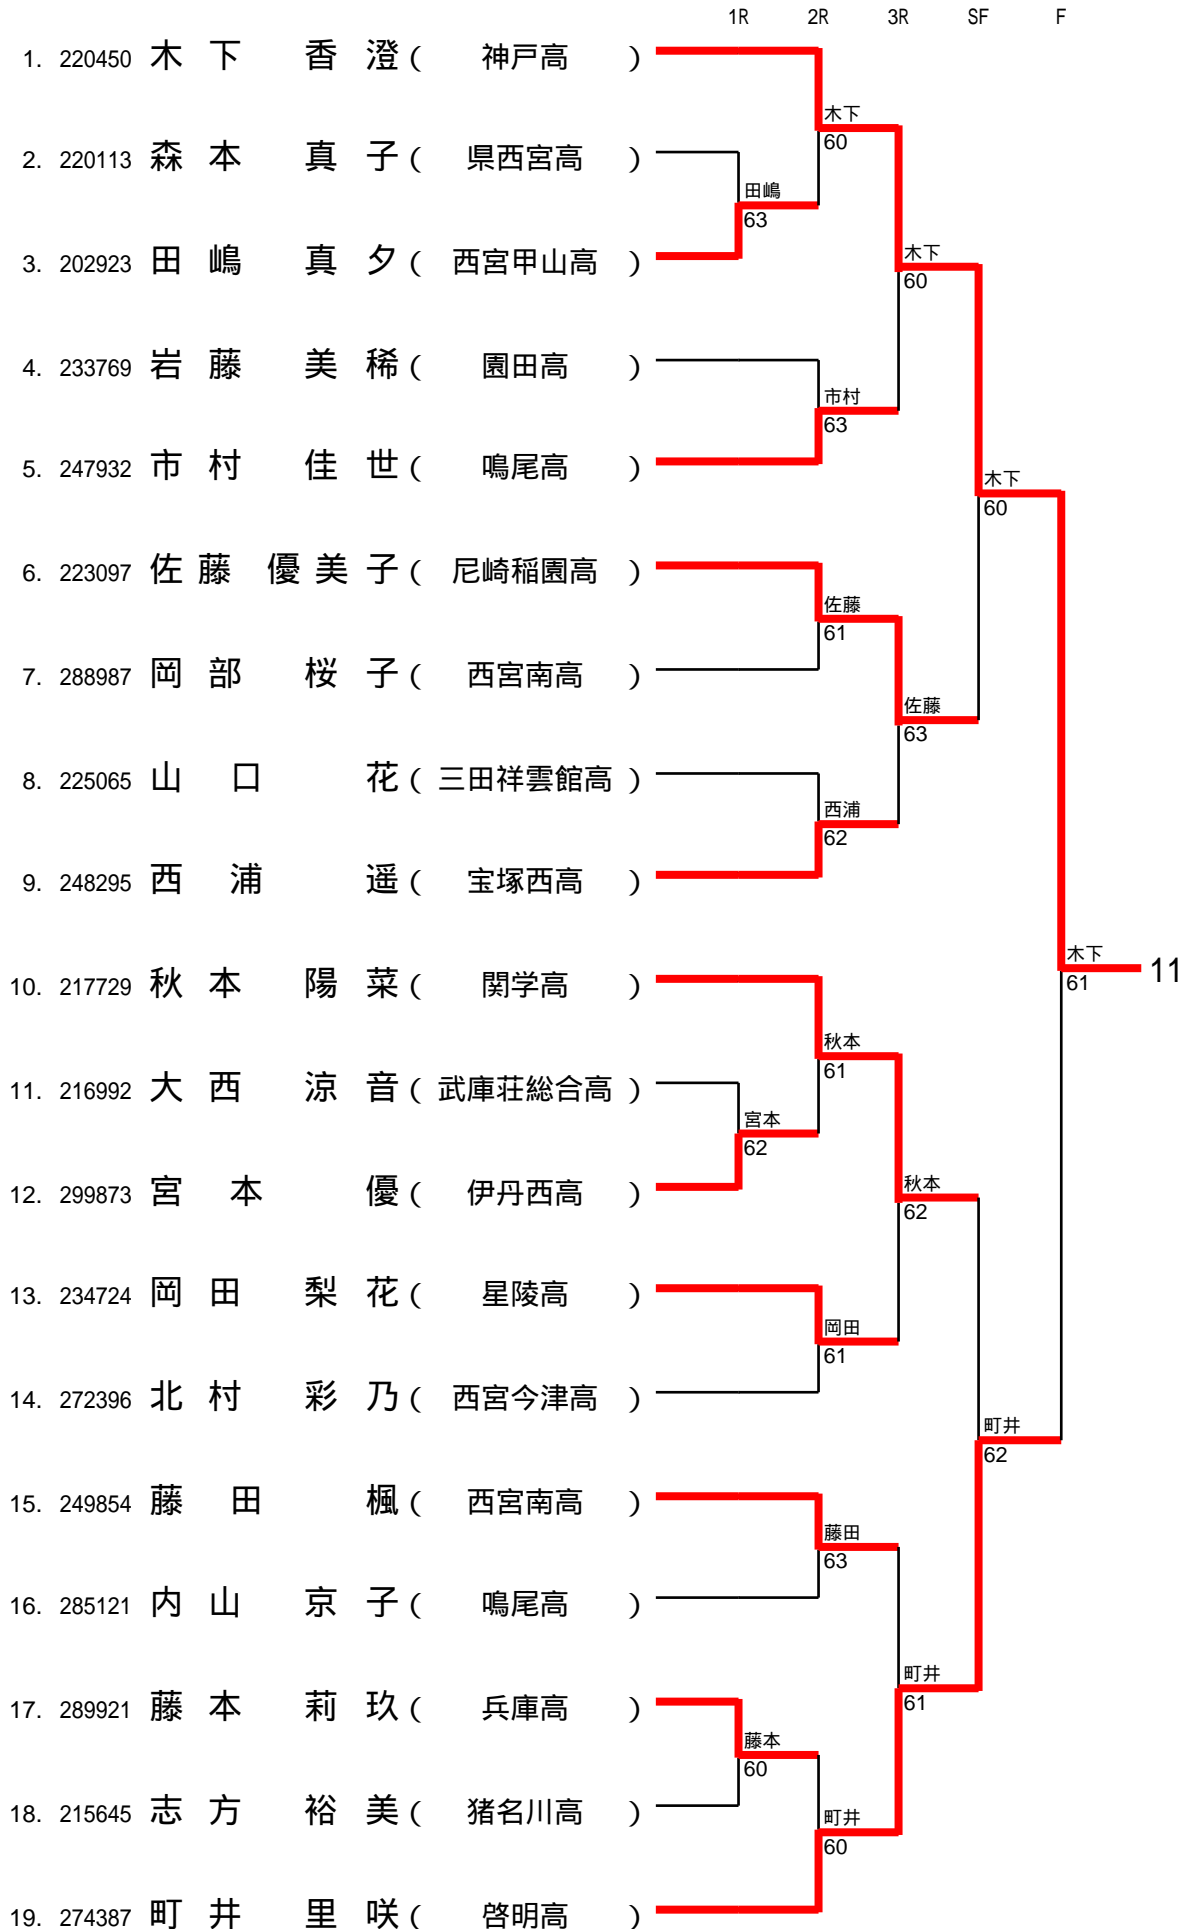 1R 2R 3R SF F
1. 220450 木下 香澄 ( 神戸高 )
木下
60
2. 220113 森本 真子 ( 県西宮高 )
田嶋
63
3. 202923 田嶋 真夕 ( 西宮甲山高 )
木下
60
4. 233769 岩藤 美稀 ( 園田高 )
市村
63
5. 247932 市村 佳世 ( 鳴尾高 )
木下
60
6. 223097 佐藤 優美子 ( 尼崎稲園高 )
佐藤
61
7. 288987 岡部 桜子 ( 西宮南高 )
佐藤
63
8. 225065 山口 花 ( 三田祥雲館高 )
西浦
62
9. 248295 西浦 遥 ( 宝塚西高 )
木下
61
11
10. 217729 秋本 陽菜 ( 関学高 )
秋本
61
11. 216992 大西 涼音 ( 武庫荘総合高 )
宮本
62
12. 299873 宮本 優 ( 伊丹西高 )
秋本
62
13. 234724 岡田 梨花 ( 星陵高 )
岡田
61
14. 272396 北村 彩乃 ( 西宮今津高 )
町井
62
15. 249854 藤田 楓 ( 西宮南高 )
藤田
63
16. 285121 内山 京子 ( 鳴尾高 )
町井
61
17. 289921 藤本 莉玖 ( 兵庫高 )
藤本
60
18. 215645 志方 裕美 ( 猪名川高 )
町井
60
19. 274387 町井 里咲 ( 啓明高 )